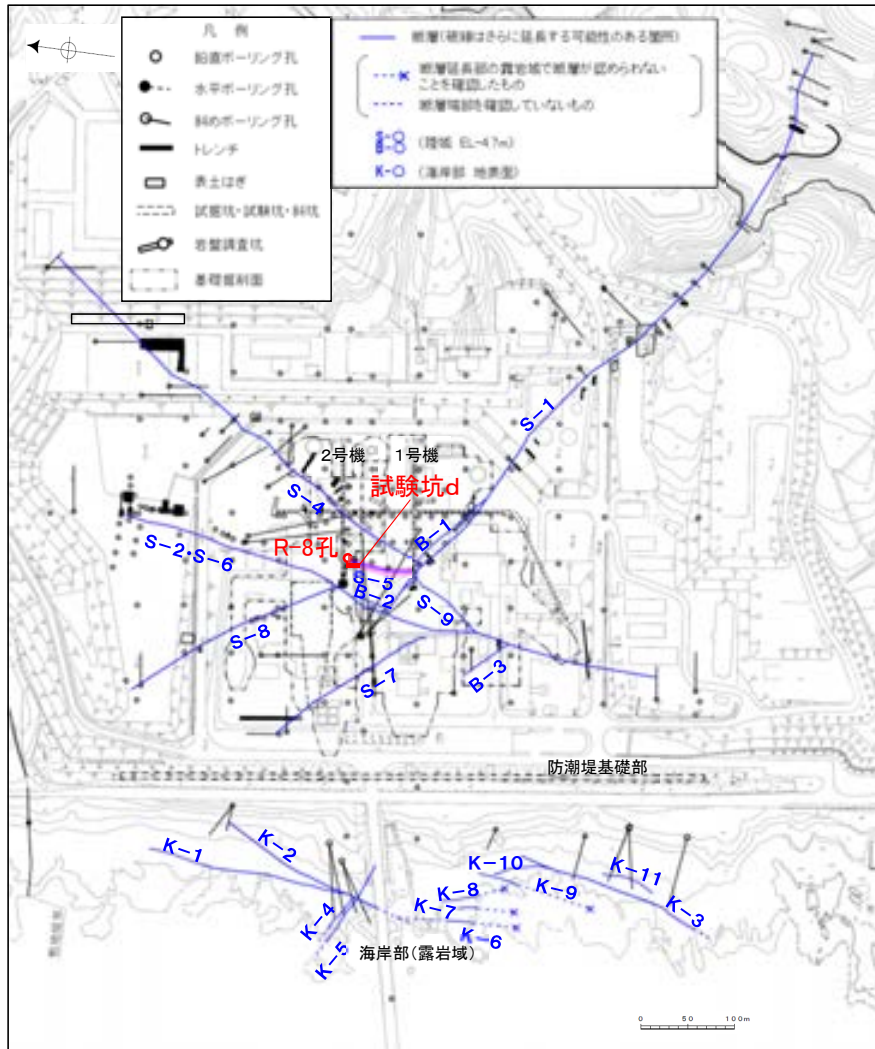 凡 例
鉛直ボーリング孔
水平ボーリング孔
斜めボーリング孔
トレンチ
表土はぎ
試掘坑・試験坑・斜坑
岩盤調査坑
基礎掘削面
断層(破線はさらに延長する可能性のある箇所)
断層延長部の露岩域で断層が認められない
ことを確認したもの
断層端部を確認していないもの
S-○
B-○
(陸域 EL-4.7m)
K-○
(海岸部 地表面)
S-1
2号機
1号機
試験坑d
S-4
B-1
R-8孔
S-2・S-6
S-5
B-2
S-9
S-8
S-7
B-3
防潮堤基礎部
K-1
K-2
K-10
K-11
K-8
K-9
K-4
K-7
K-3
K-6
K-5
海岸部(露岩域)
0 50 100m